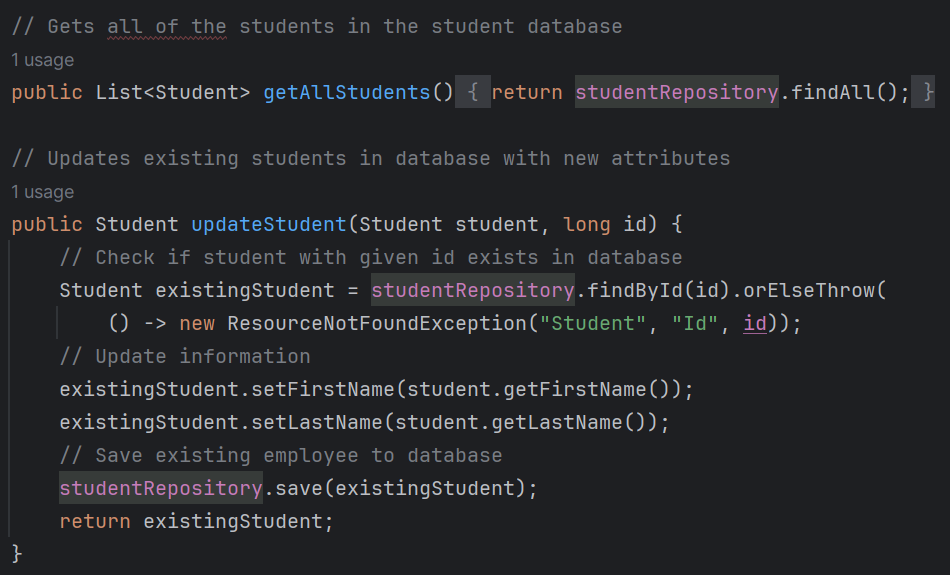 // Gets all of the students in the student database
1 usage
public List<Student> getAllStudents() { return studentRepository.findAll(); }
// Updates existing students in database with new attributes
1 usage
public Student updateStudent(Student student, long id) {
// Check if student with given id exists in database
Student existingStudent = studentRepository.findById(id).orElseThrow(
() -> new ResourceNotFoundException("Student", "Id", id));
// Update information
existingStudent.setFirstName(student.getFirstName());
existingStudent.setLastName(student.getLastName());
// Save existing employee to database
studentRepository.save(existingStudent);
return existingStudent;
}